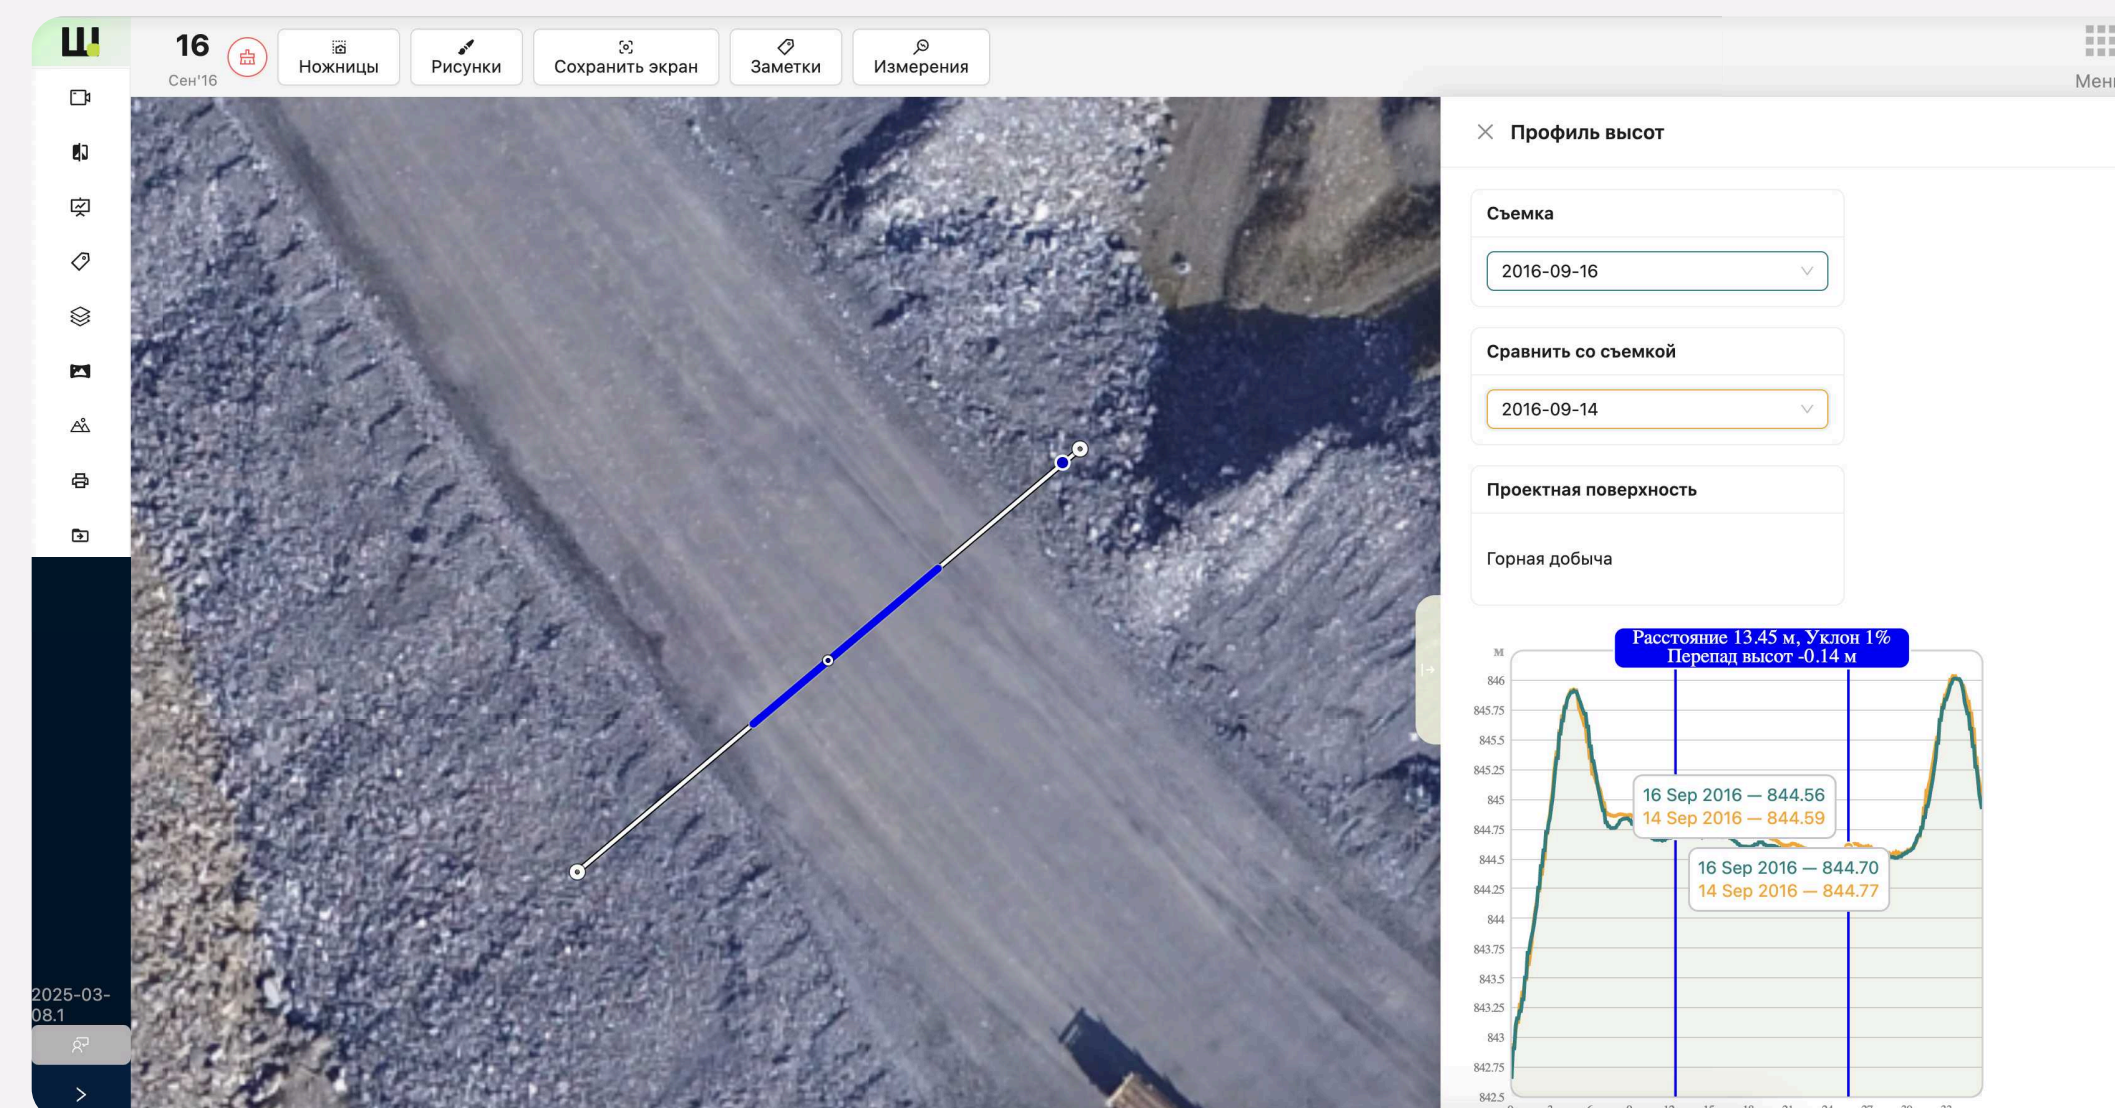 Ш
16
Сен'16
Ножницы
Рисунки
Сохранить экран
Заметки
Измерения
Профиль высот
Съемка
2016-09-16
Сравнить со съемкой
2016-09-14
Проектная поверхность
Горная добыча
Расстояние 13.45 м, Уклон 1%
Перепад высот -0.14 м
м
846
845.75
845.5
845.25
845
844.75
844.5
844.25
844
843.75
843.5
843.25
843
842.75
842.5
16 Sep 2016 — 844.56
14 Sep 2016 — 844.59
16 Sep 2016 — 844.70
14 Sep 2016 — 844.77
2025-03-
08.1